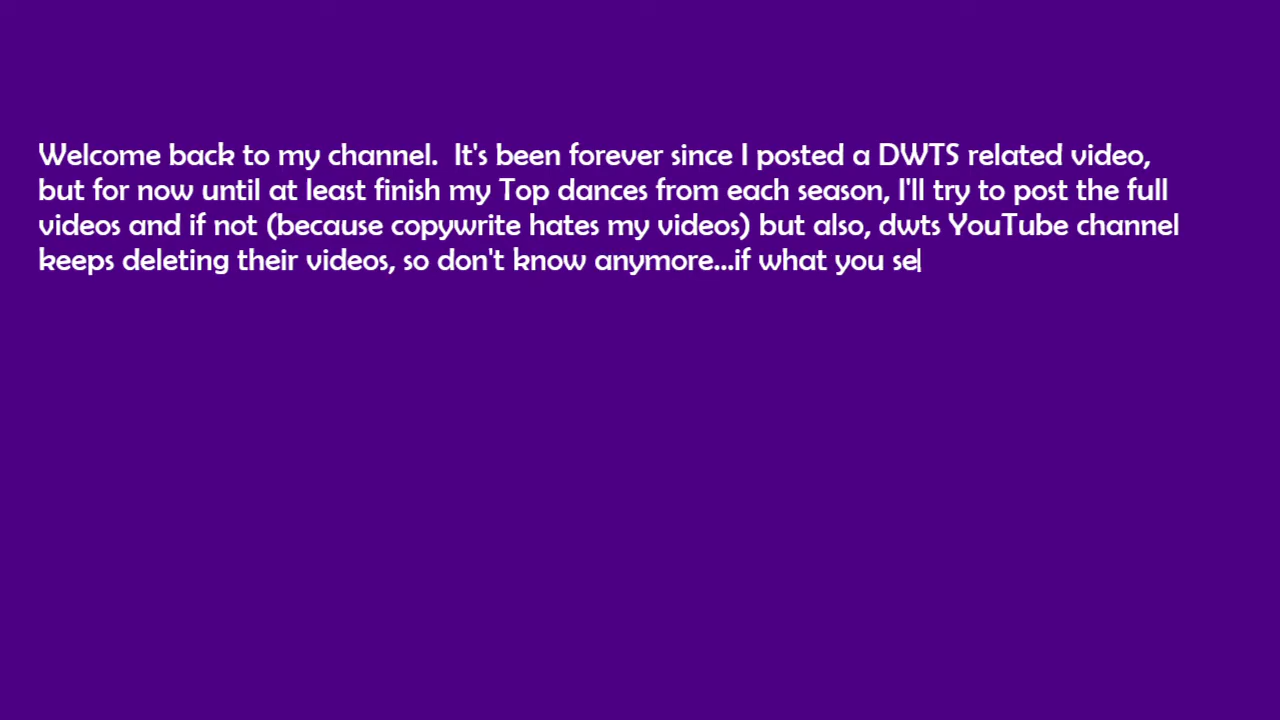 Welcome back to my channel.  It's been forever since I posted a DWTS related video,
but for now until at least finish my Top dances from each season, I'll try to post the full
videos and if not (because copywrite hates my videos) but also, dwts YouTube channel
keeps deleting their videos, so don't know anymore...if what you se